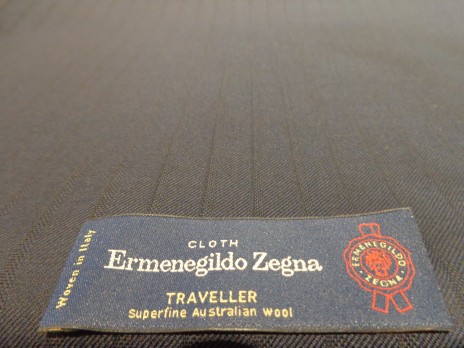 Woven in Italy
CLOTH
Ermenegildo Zegna
TRAVELLER
Superfine Australian Wool
ERMENEGILDO
ZEGNA